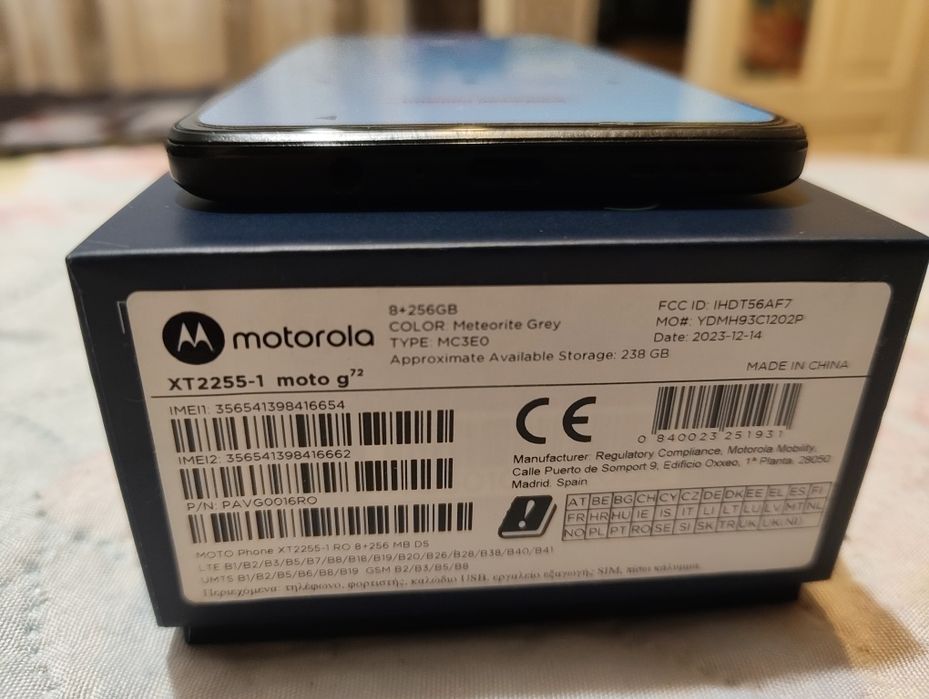 motorola
8+256GB
COLOR: Meteorite Grey
TYPE: MC3E0
Approximate Available Storage: 238 GB
FCC ID: IHDT56AF7
MO#: YDMH93C1202P
Date: 2023-12-14
MADE IN CHINA
XT2255-1 moto g72
IMEI1: 356541398416654
IMEI2: 356541398416662
P/N: PAVG0016RO
CE
0 840023 251931
Manufacturer: Regulatory Compliance, Motorola Mobility,
Calle Puerto de Somport 9, Edificio Oxxeo, 1ª Planta, 28050
Madrid. Spain
AT BE BG CH CY CZ DE DK EE EL ES FI
FR HR HU IE IS IT LI LT LU LV MT NL
NO PL PT RO SE SI SK TR UK UK(NI)
MOTO Phone XT2255-1 RO 8+256 MB DS
LTE B1/B2/B3/B5/B7/B8/B18/B19/B20/B26/B28/B38/B40/B41
UMTS B1/B2/B5/B6/B8/B19 GSM B2/B3/B5/B8
Περιεχόμενα: τηλέφωνο, φορτιστής, καλώδιο USB, εργαλείο εξαγωγής SIM, πίσω κάλυμμα.